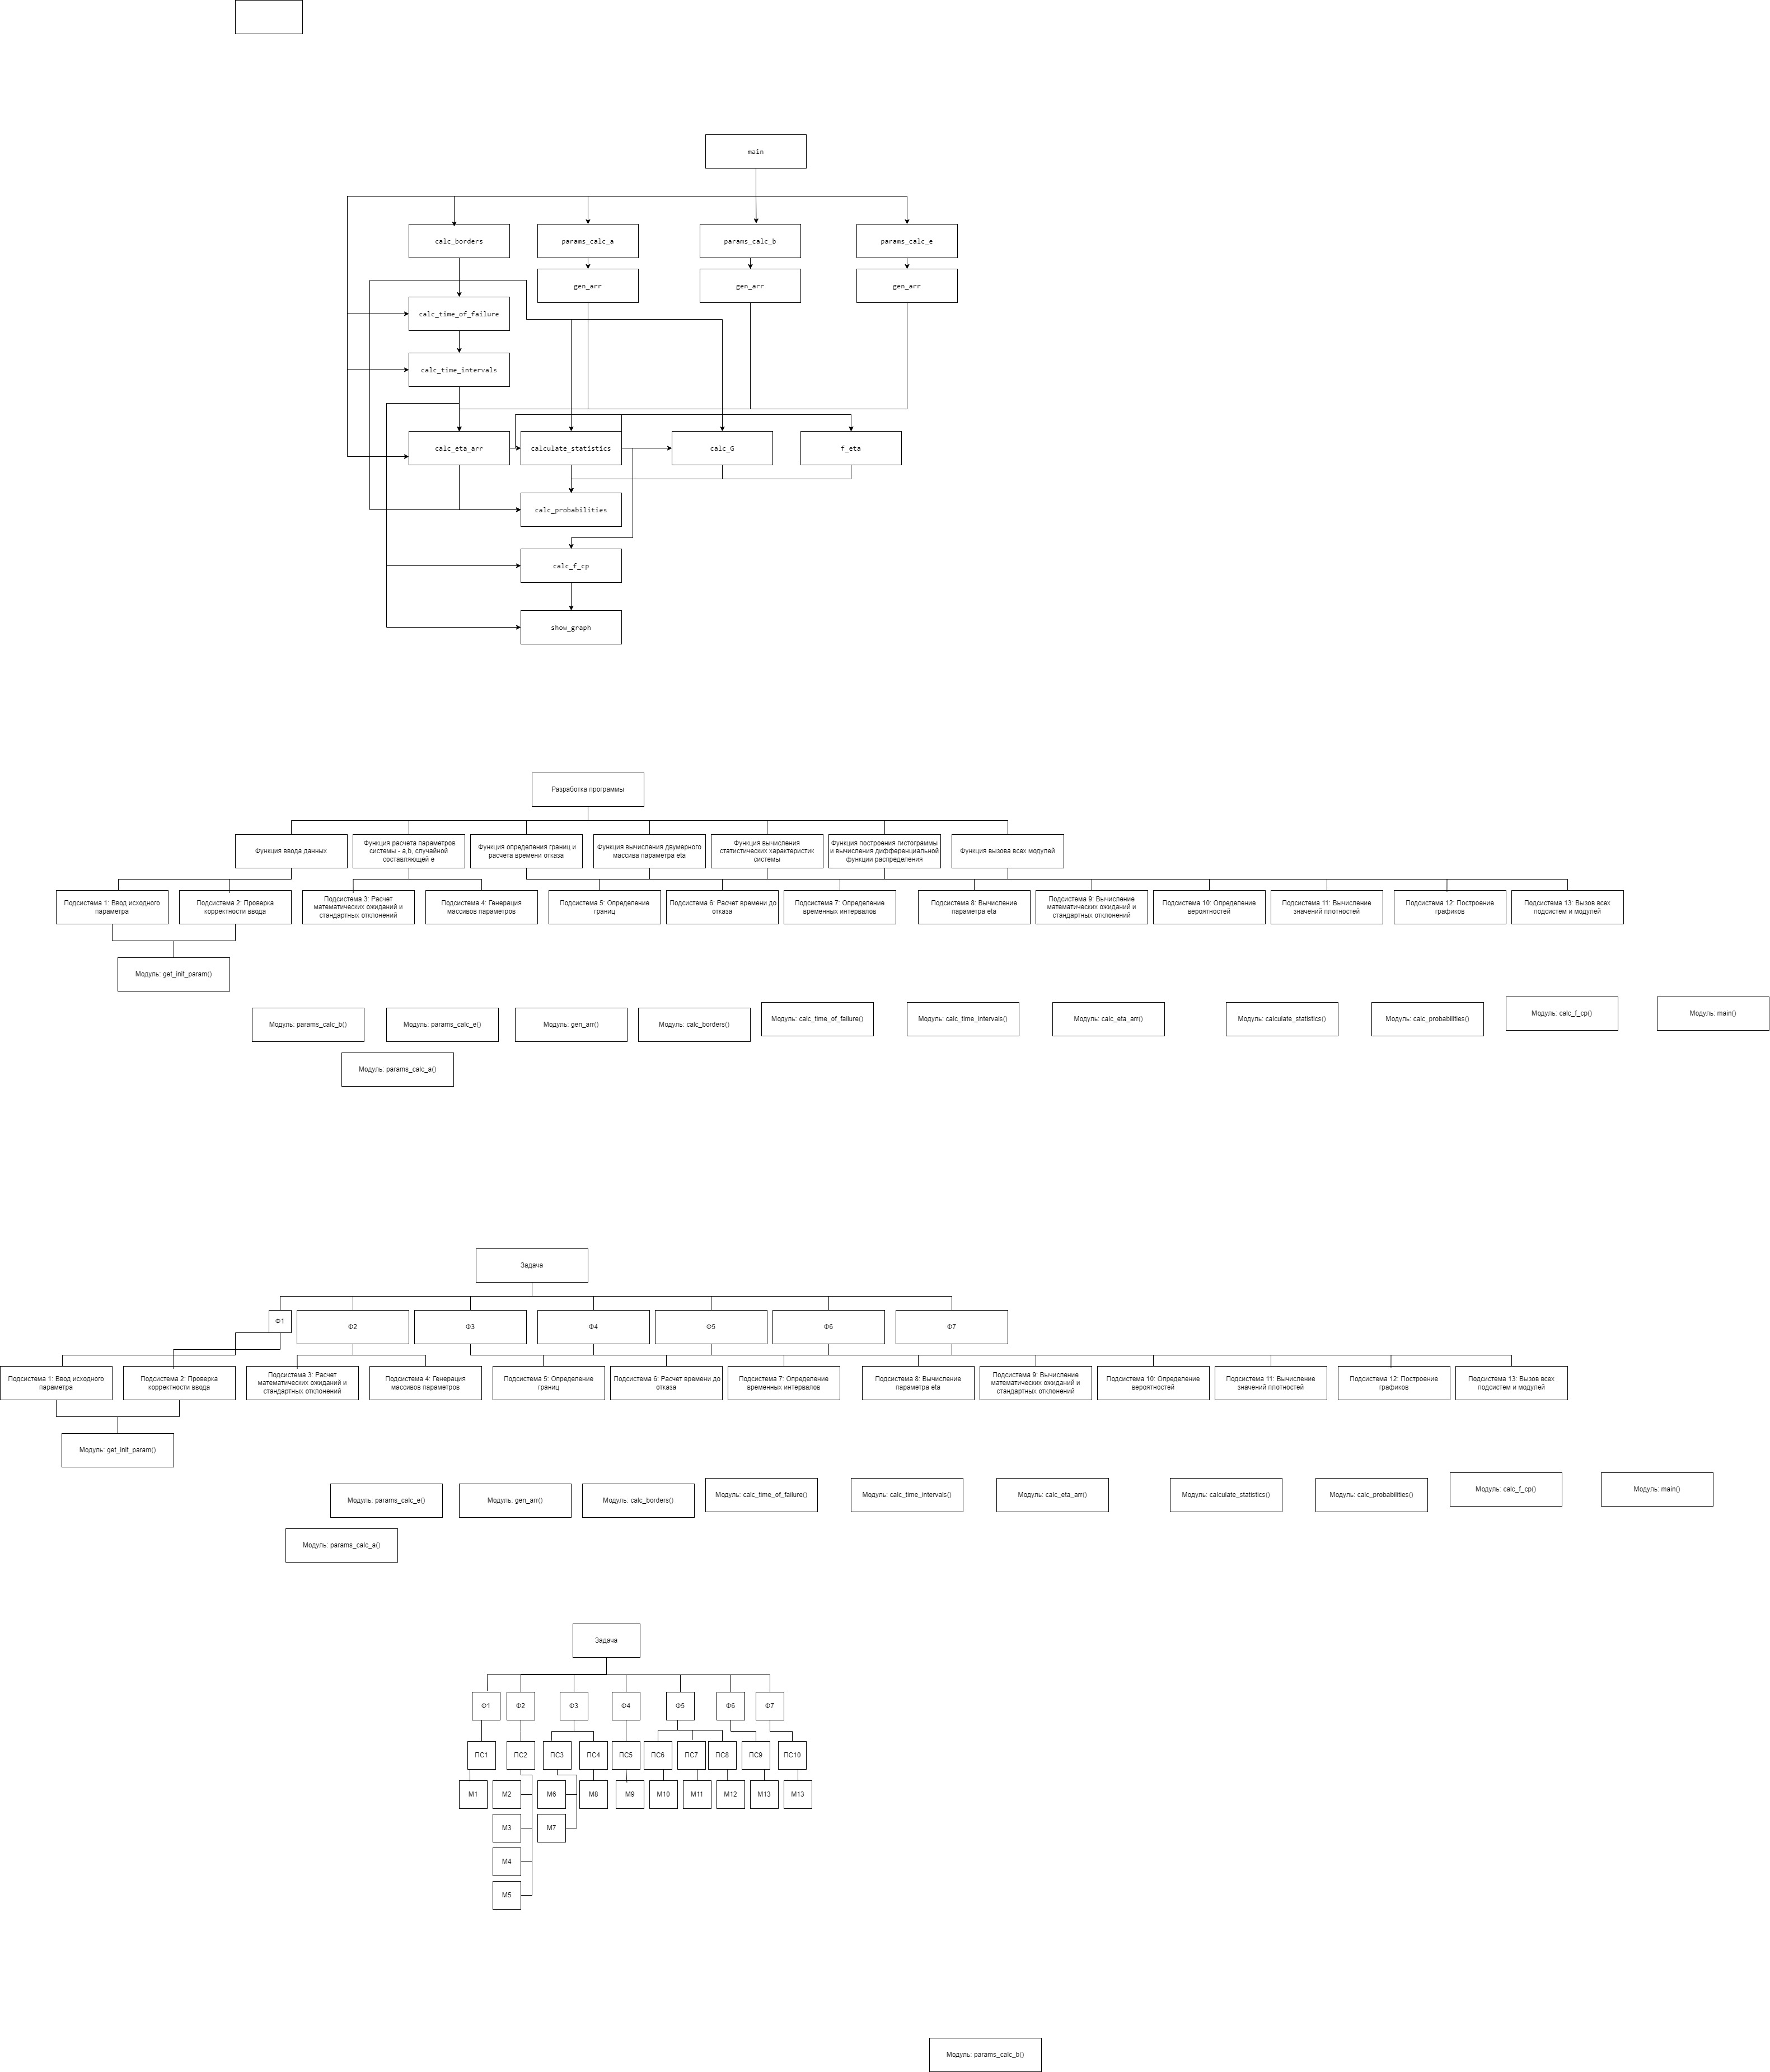 main
calc_borders
params_calc_a
params_calc_b
params_calc_e
gen_arr
gen_arr
gen_arr
calc_time_of_failure
calc_time_intervals
calc_eta_arr
calculate_statistics
calc_G
f_eta
calc_probabilities
calc_f_cp
show_graph
Разработка программы
Функция ввода данных
Функция расчета параметров
системы - a,b, случайной
составляющей e
Функция определения границ и
расчета времени отказа
Функция вычисления двумерного
массива параметра eta
Функция вычисления
статистических характеристик
системы
Функция построения гистограммы
и вычисления дифференциальной
функции распределения
Функция вызова всех модулей
Подсистема 1: Ввод исходного
параметра
Подсистема 2: Проверка
корректности ввода
Подсистема 3: Расчет
математических ожиданий и
стандартных отклонений
Подсистема 4: Генерация
массивов параметров
Подсистема 5: Определение
границ
Подсистема 6: Расчет времени до
отказа
Подсистема 7: Определение
временных интервалов
Подсистема 8: Вычисление
параметра eta
Подсистема 9: Вычисление
математических ожиданий и
стандартных отклонений
Подсистема 10: Определение
вероятностей
Подсистема 11: Вычисление
значений плотностей
Подсистема 12: Построение
графиков
Подсистема 13: Вызов всех
подсистем и модулей
Модуль: get_init_param()
Модуль: params_calc_b()
Модуль: params_calc_e()
Модуль: gen_arr()
Модуль: calc_borders()
Модуль: calc_time_of_failure()
Модуль: calc_time_intervals()
Модуль: calc_eta_arr()
Модуль: calculate_statistics()
Модуль: calc_probabilities()
Модуль: calc_f_cp()
Модуль: main()
Модуль: params_calc_a()
Задача
Ф1
Ф2
Ф3
Ф4
Ф5
Ф6
Ф7
Подсистема 1: Ввод исходного
параметра
Подсистема 2: Проверка
корректности ввода
Подсистема 3: Расчет
математических ожиданий и
стандартных отклонений
Подсистема 4: Генерация
массивов параметров
Подсистема 5: Определение
границ
Подсистема 6: Расчет времени до
отказа
Подсистема 7: Определение
временных интервалов
Подсистема 8: Вычисление
параметра eta
Подсистема 9: Вычисление
математических ожиданий и
стандартных отклонений
Подсистема 10: Определение
вероятностей
Подсистема 11: Вычисление
значений плотностей
Подсистема 12: Построение
графиков
Подсистема 13: Вызов всех
подсистем и модулей
Модуль: get_init_param()
Модуль: params_calc_e()
Модуль: gen_arr()
Модуль: calc_borders()
Модуль: calc_time_of_failure()
Модуль: calc_time_intervals()
Модуль: calc_eta_arr()
Модуль: calculate_statistics()
Модуль: calc_probabilities()
Модуль: calc_f_cp()
Модуль: main()
Модуль: params_calc_a()
Задача
Ф1
Ф2
Ф3
Ф4
Ф5
Ф6
Ф7
ПС1
ПС2
ПС3
ПС4
ПС5
ПС6
ПС7
ПС8
ПС9
ПС10
М1
М2
М6
М8
М9
М10
М11
М12
М13
М13
М3
М7
М4
М5
Модуль: params_calc_b()